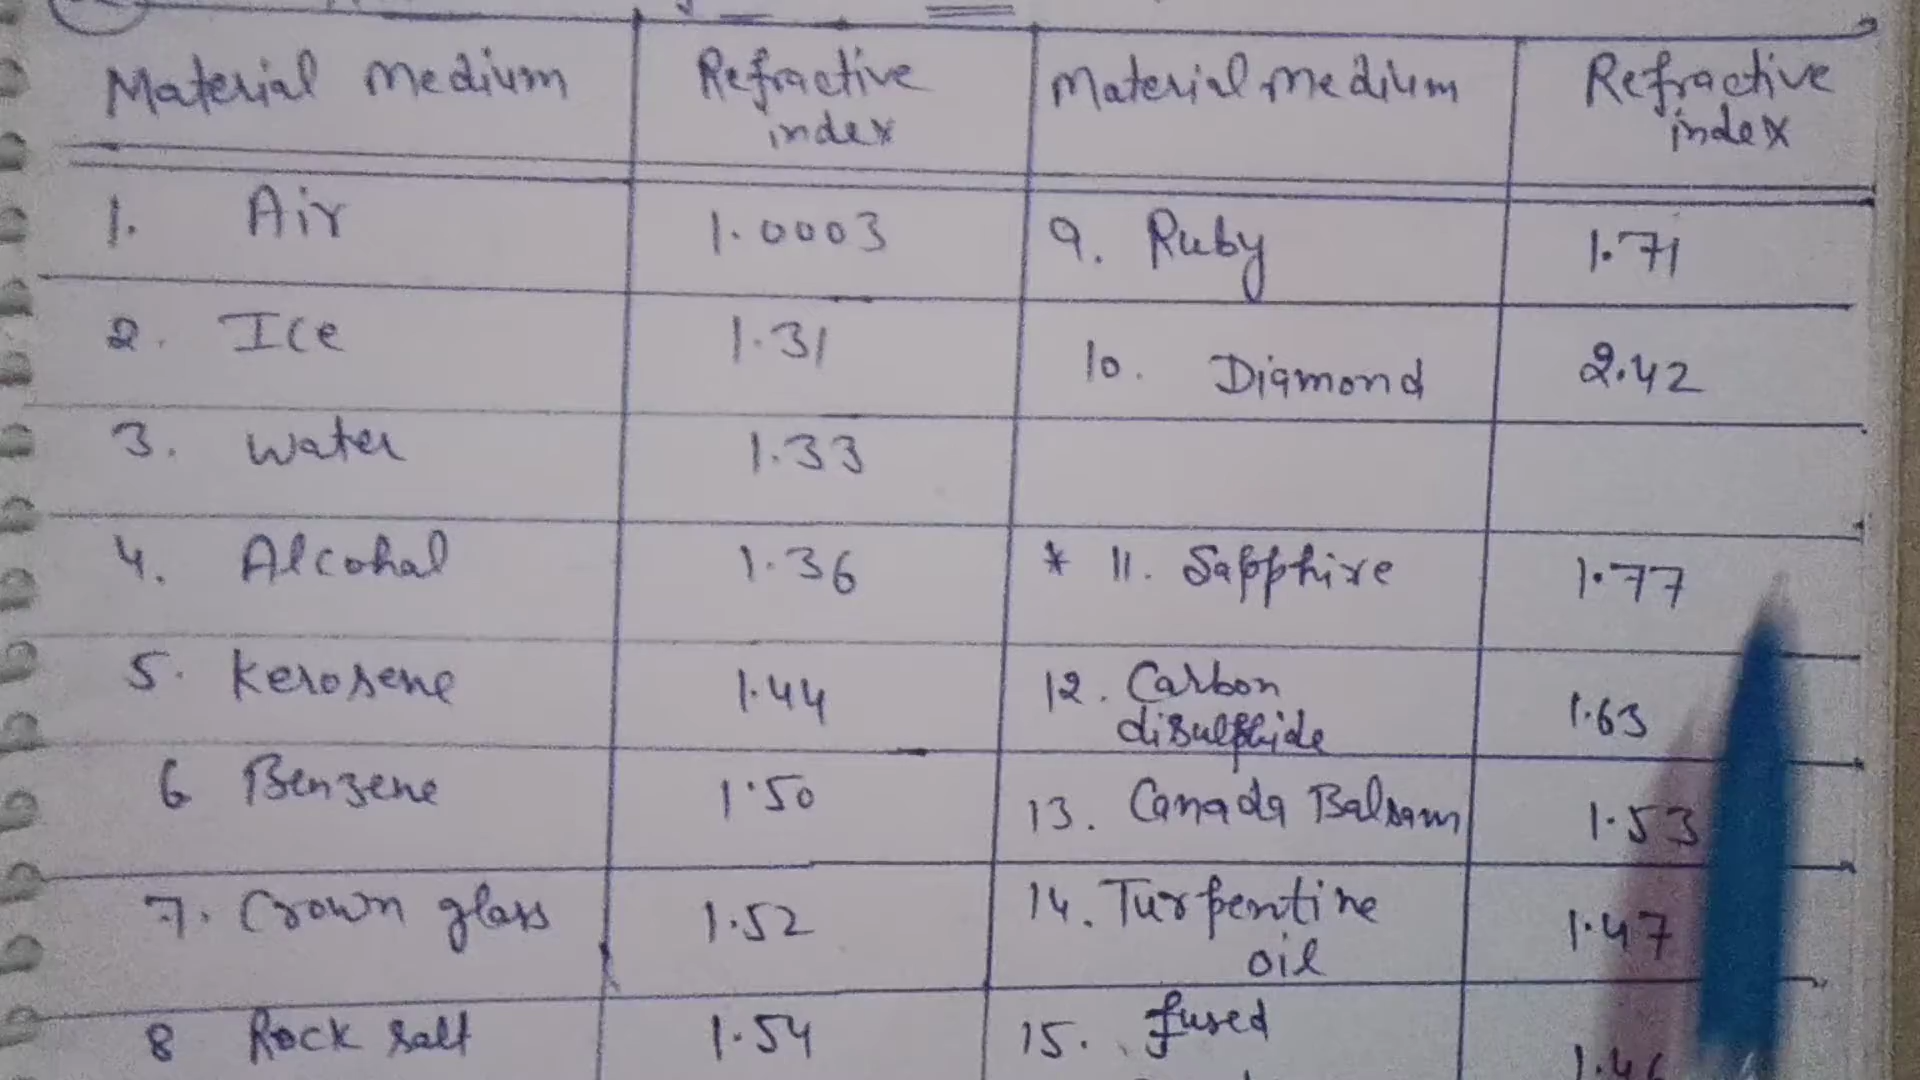 Material medium Refractive index Material medium Refractive index
1. Air 1.0003 9. Ruby 1.71
2. Ice 1.31 10. Diamond 2.42
3. Water 1.33
4. Alcohal 1.36 * 11. Sapphire 1.77
5. Kerosene 1.44 12. Carbon disulphide 1.63
6 Benzene 1.50 13. Canada Balsam 1.53
7. Crown glass 1.52 14. Turpentine oil 1.47
8 Rock salt 1.54 15. fused 1.46